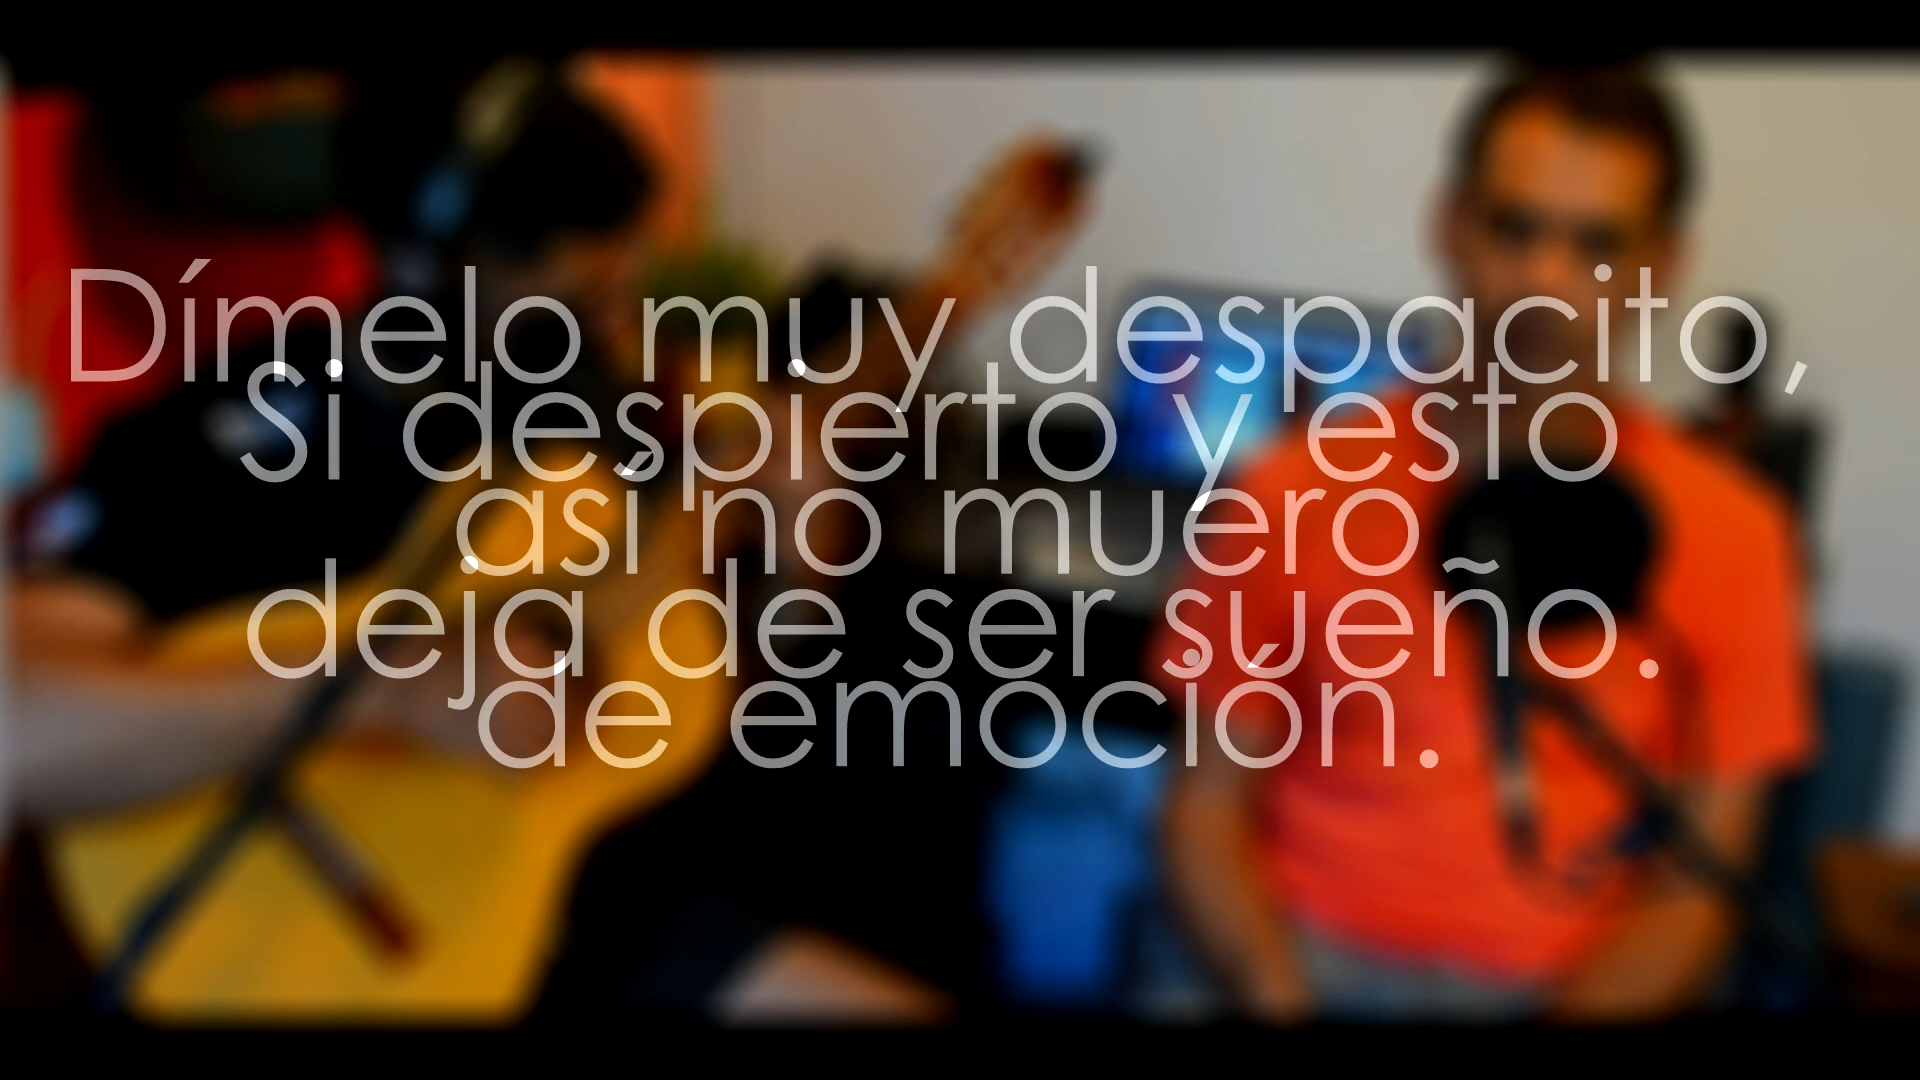 Dímelo muy despacito,
Si despierto y esto
así no muero
deja de ser sueño.
de emoción.